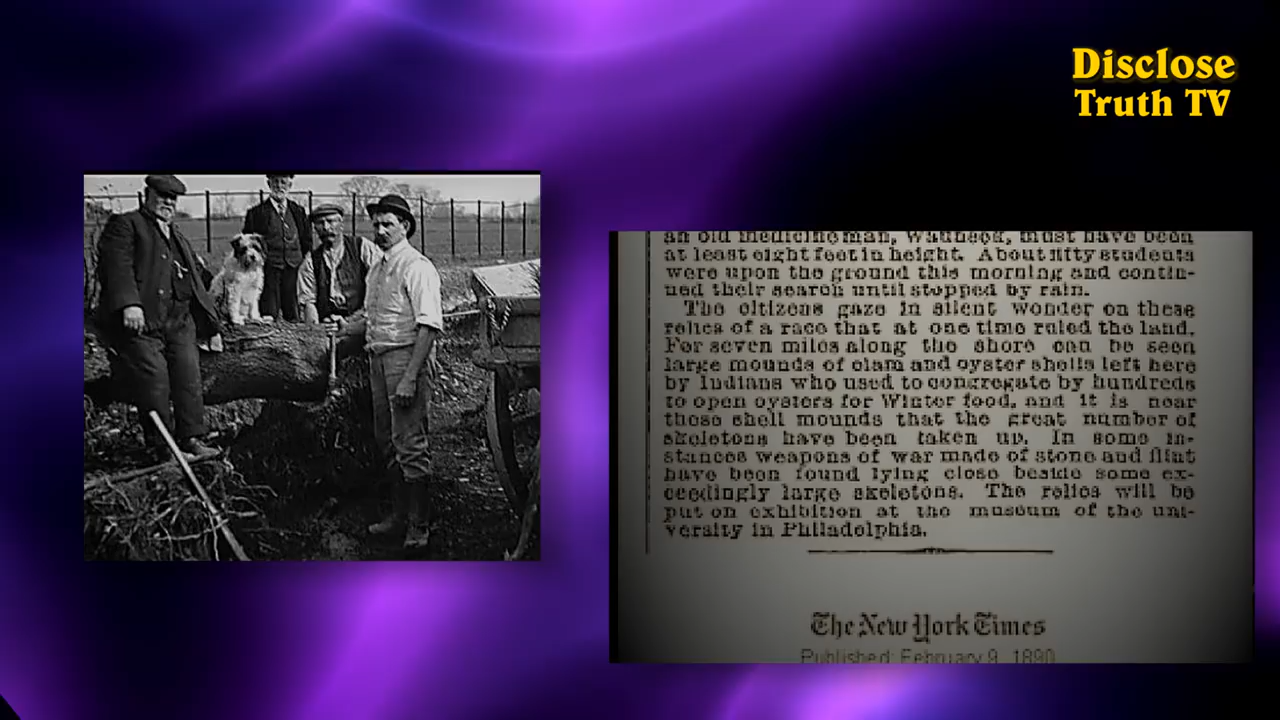 Disclose
Truth TV
an old medicine man, must have been
at least eight feet in height. About fifty students
were upon the ground this morning and contin-
ued their search until stopped by rain.
The citizens gaze in silent wonder on these
relics of a race that at one time ruled the land.
For seven miles along the shore can be seen
large mounds of clam and oyster shells left here
by Indians who used to congregate by hundreds
to open oysters for Winter food, and it is near
these shell mounds that the great number of
skeletons have been taken up. In some in-
stances weapons of war made of stone and flint
have been found lying close beside some ex-
ceedingly large skeletons. The relics will be
put on exhibition at the museum of the uni-
versity in Philadelphia.
The New York Times
Published: February 9, 1890